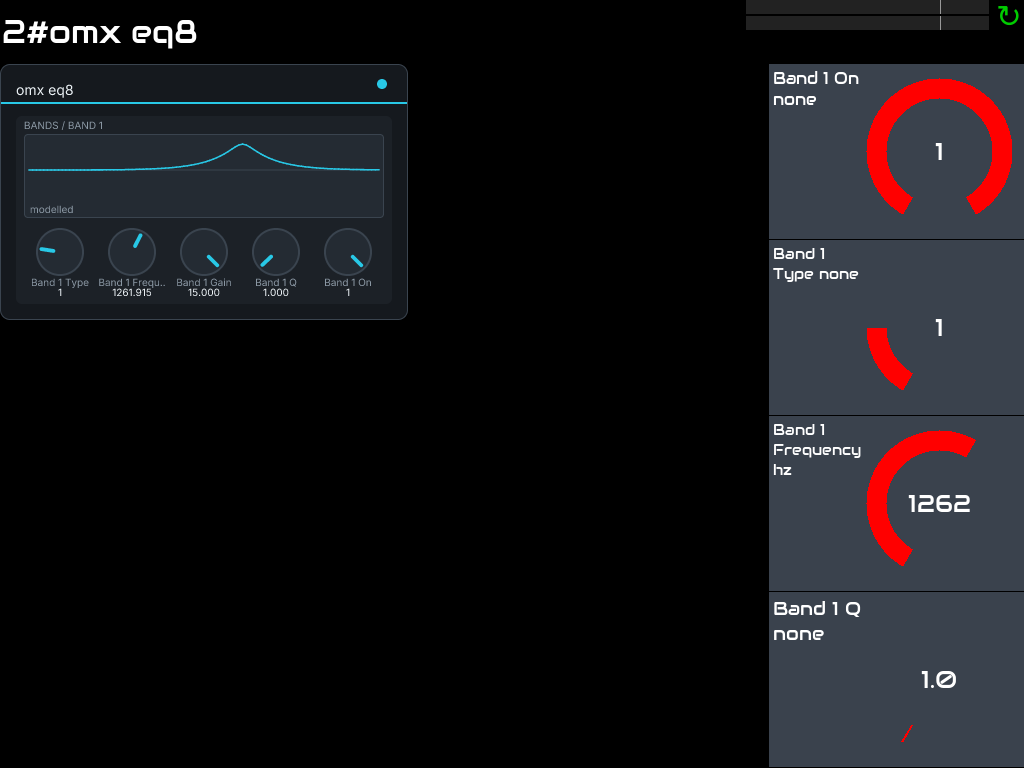 2#omx eq8
omx eq8
BANDS / BAND 1
modelled
Band 1 Type
1
Band 1 Frequ..
1261.915
Band 1 Gain
15.000
Band 1 Q
1.000
Band 1 On
1
Band 1 On
none
1
Band 1
Type none
1
Band 1
Frequency
hz
1262
Band 1 Q
none
1.0